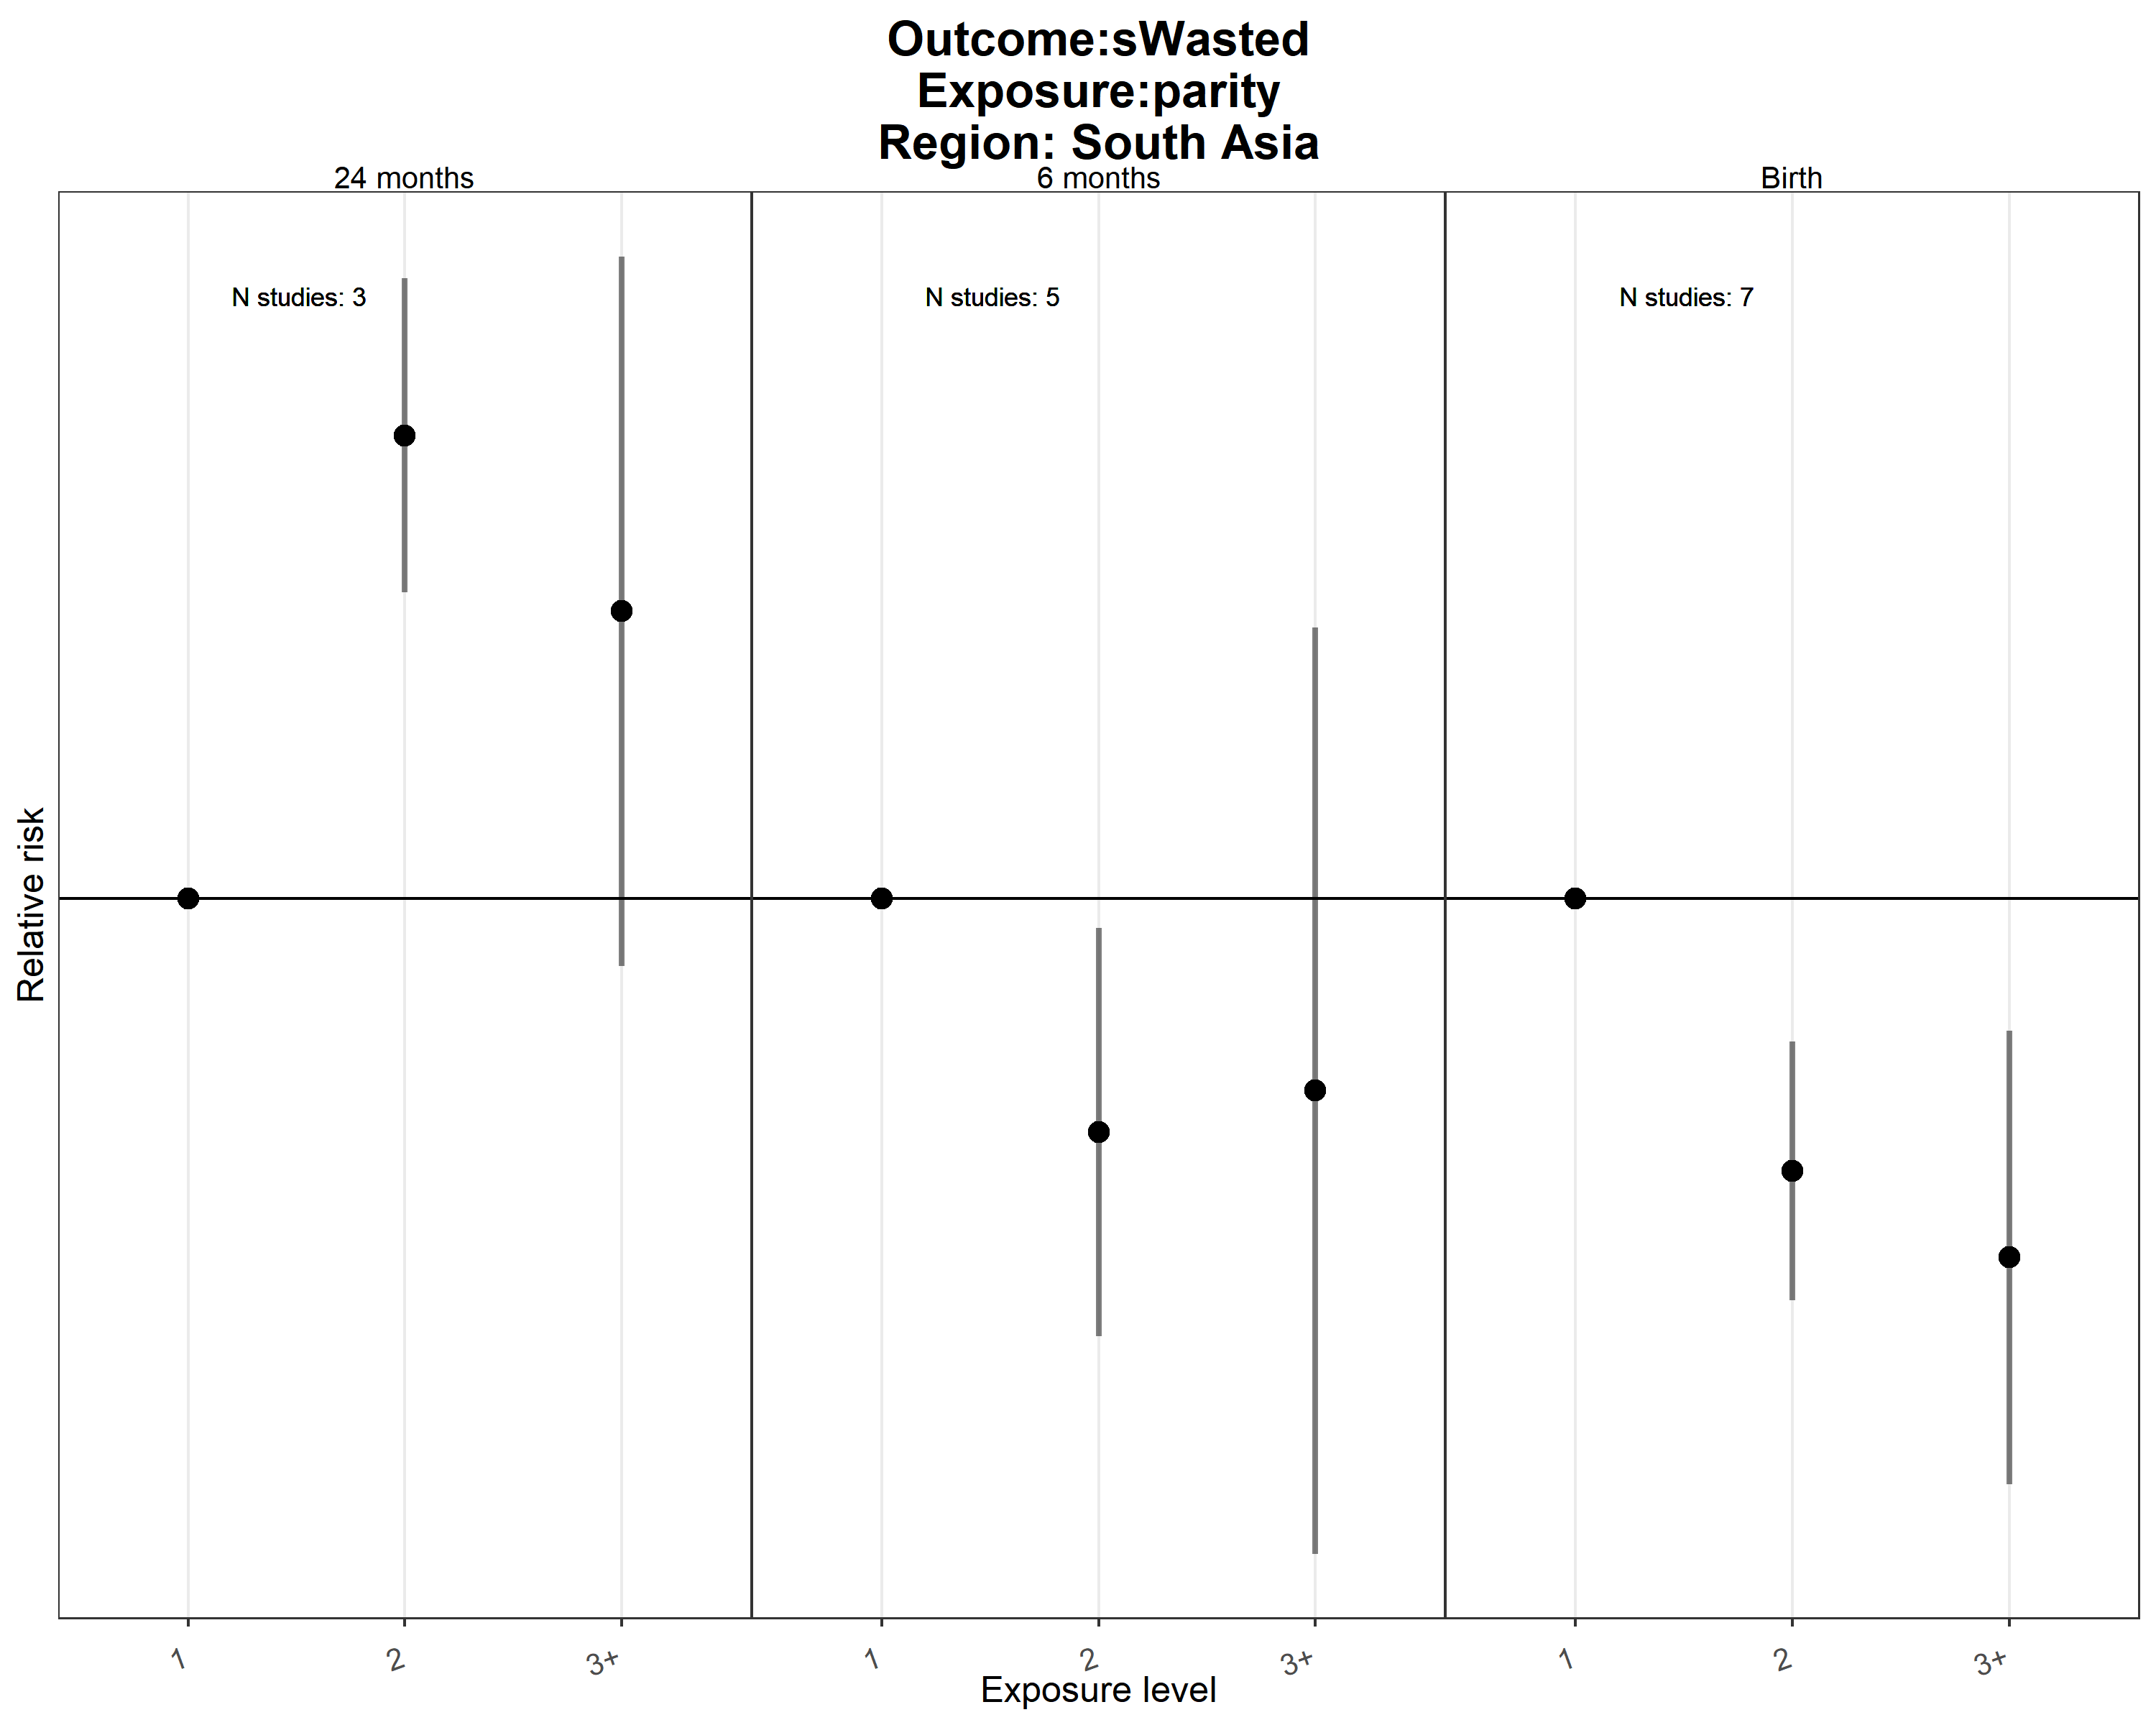 Outcome:sWasted
Exposure:parity
Region: South Asia
24 months
6 months
Birth
N studies: 3
N studies: 5
N studies: 7
Relative risk
1
2
3+
1
2
3+
1
2
3+
Exposure level